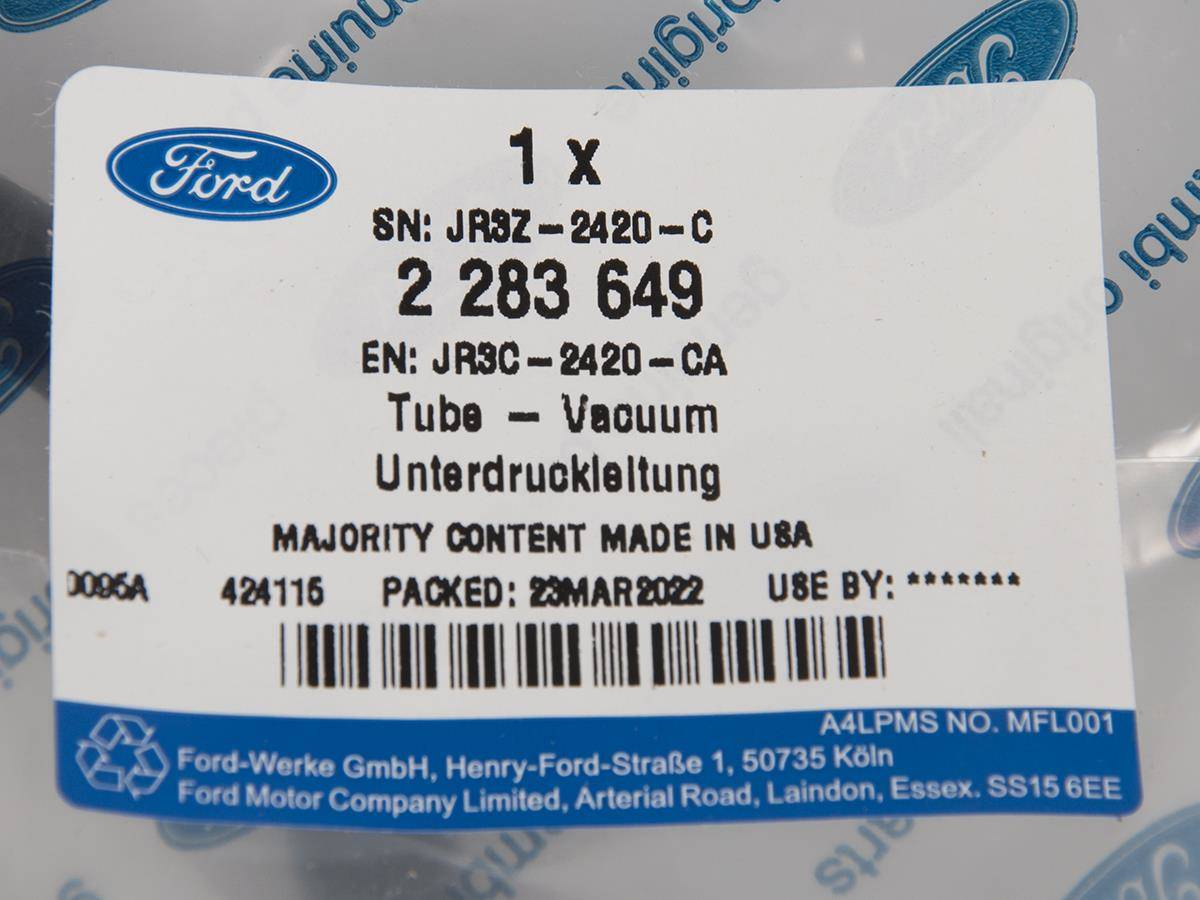 Ford
1 x
SN: JR3Z-2420-C
2 283 649
EN: JR3C-2420-CA
Tube - Vacuum
Unterdruckleitung
MAJORITY CONTENT MADE IN USA
0095A 424115 PACKED: 23MAR2022 USE BY: *******
A4LPMS NO. MFL001
Ford-Werke GmbH, Henry-Ford-Straße 1, 50735 Köln
Ford Motor Company Limited, Arterial Road, Laindon, Essex. SS15 6EE